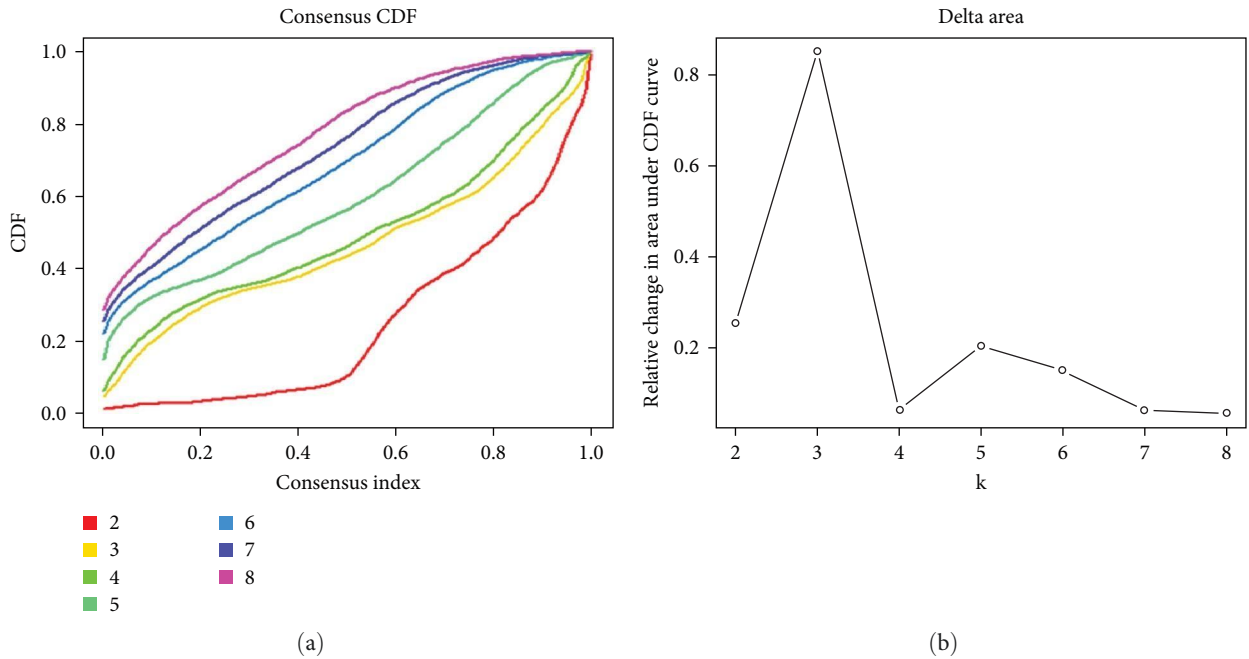 Consensus CDF
CDF
1.0
0.8
0.6
0.4
0.2
0.0
0.0 0.2 0.4 0.6 0.8 1.0
Consensus index
2 6
3 7
4 8
5
(a)
Delta area
Relative change in area under CDF curve
0.8
0.6
0.4
0.2
2 3 4 5 6 7 8
k
(b)